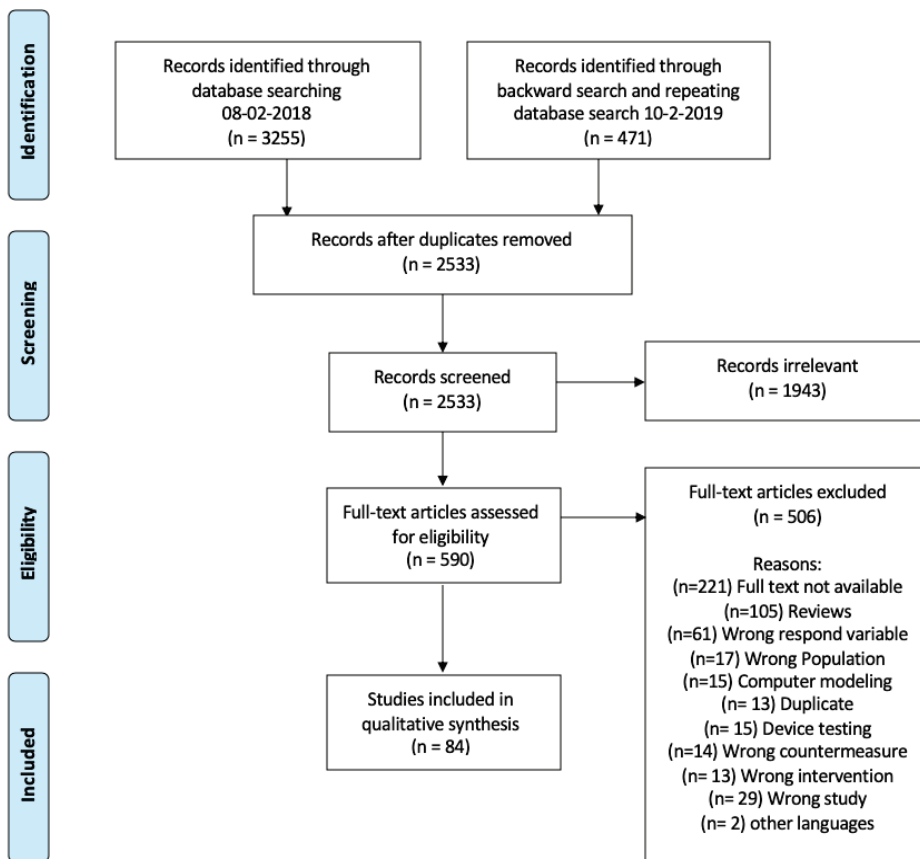 Identification
Records identified through
database searching
08-02-2018
(n = 3255)
Records identified through
backward search and repeating
database search 10-2-2019
(n = 471)
Screening
Records after duplicates removed
(n = 2533)
Records screened
(n = 2533)
Records irrelevant
(n = 1943)
Eligibility
Full-text articles assessed
for eligibility
(n = 590)
Full-text articles excluded
(n = 506)
Reasons:
(n=221) Full text not available
(n=105) Reviews
(n=61) Wrong respond variable
(n=17) Wrong Population
(n=15) Computer modeling
(n= 13) Duplicate
(n= 15) Device testing
(n=14) Wrong countermeasure
(n= 13) Wrong intervention
(n= 29) Wrong study
(n= 2) other languages
Included
Studies included in
qualitative synthesis
(n = 84)